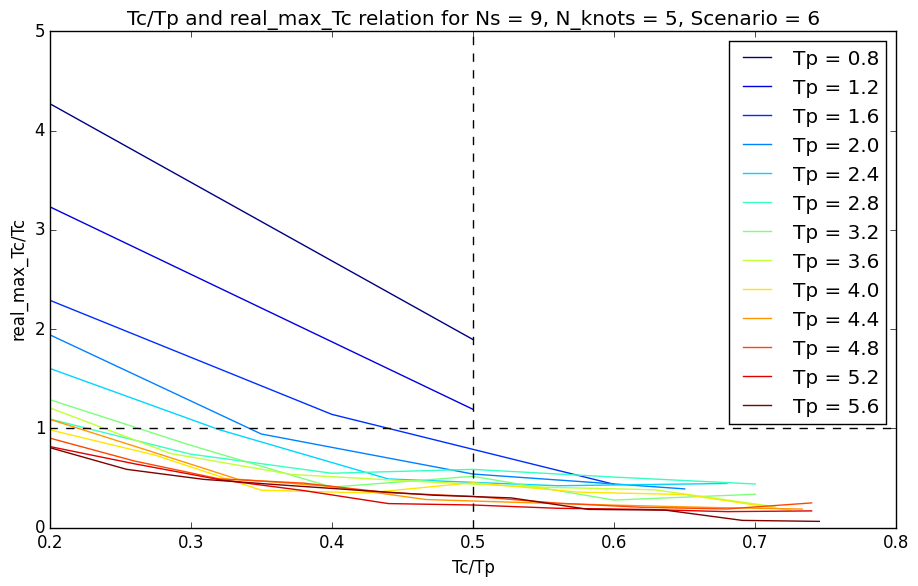 Tc/Tp and real_max_Tc relation for Ns = 9, N_knots = 5, Scenario = 6
5
4
3
2
1
0
real_max_Tc/Tc
Tp = 0.8
Tp = 1.2
Tp = 1.6
Tp = 2.0
Tp = 2.4
Tp = 2.8
Tp = 3.2
Tp = 3.6
Tp = 4.0
Tp = 4.4
Tp = 4.8
Tp = 5.2
Tp = 5.6
0.2 0.3 0.4 0.5 0.6 0.7 0.8
Tc/Tp